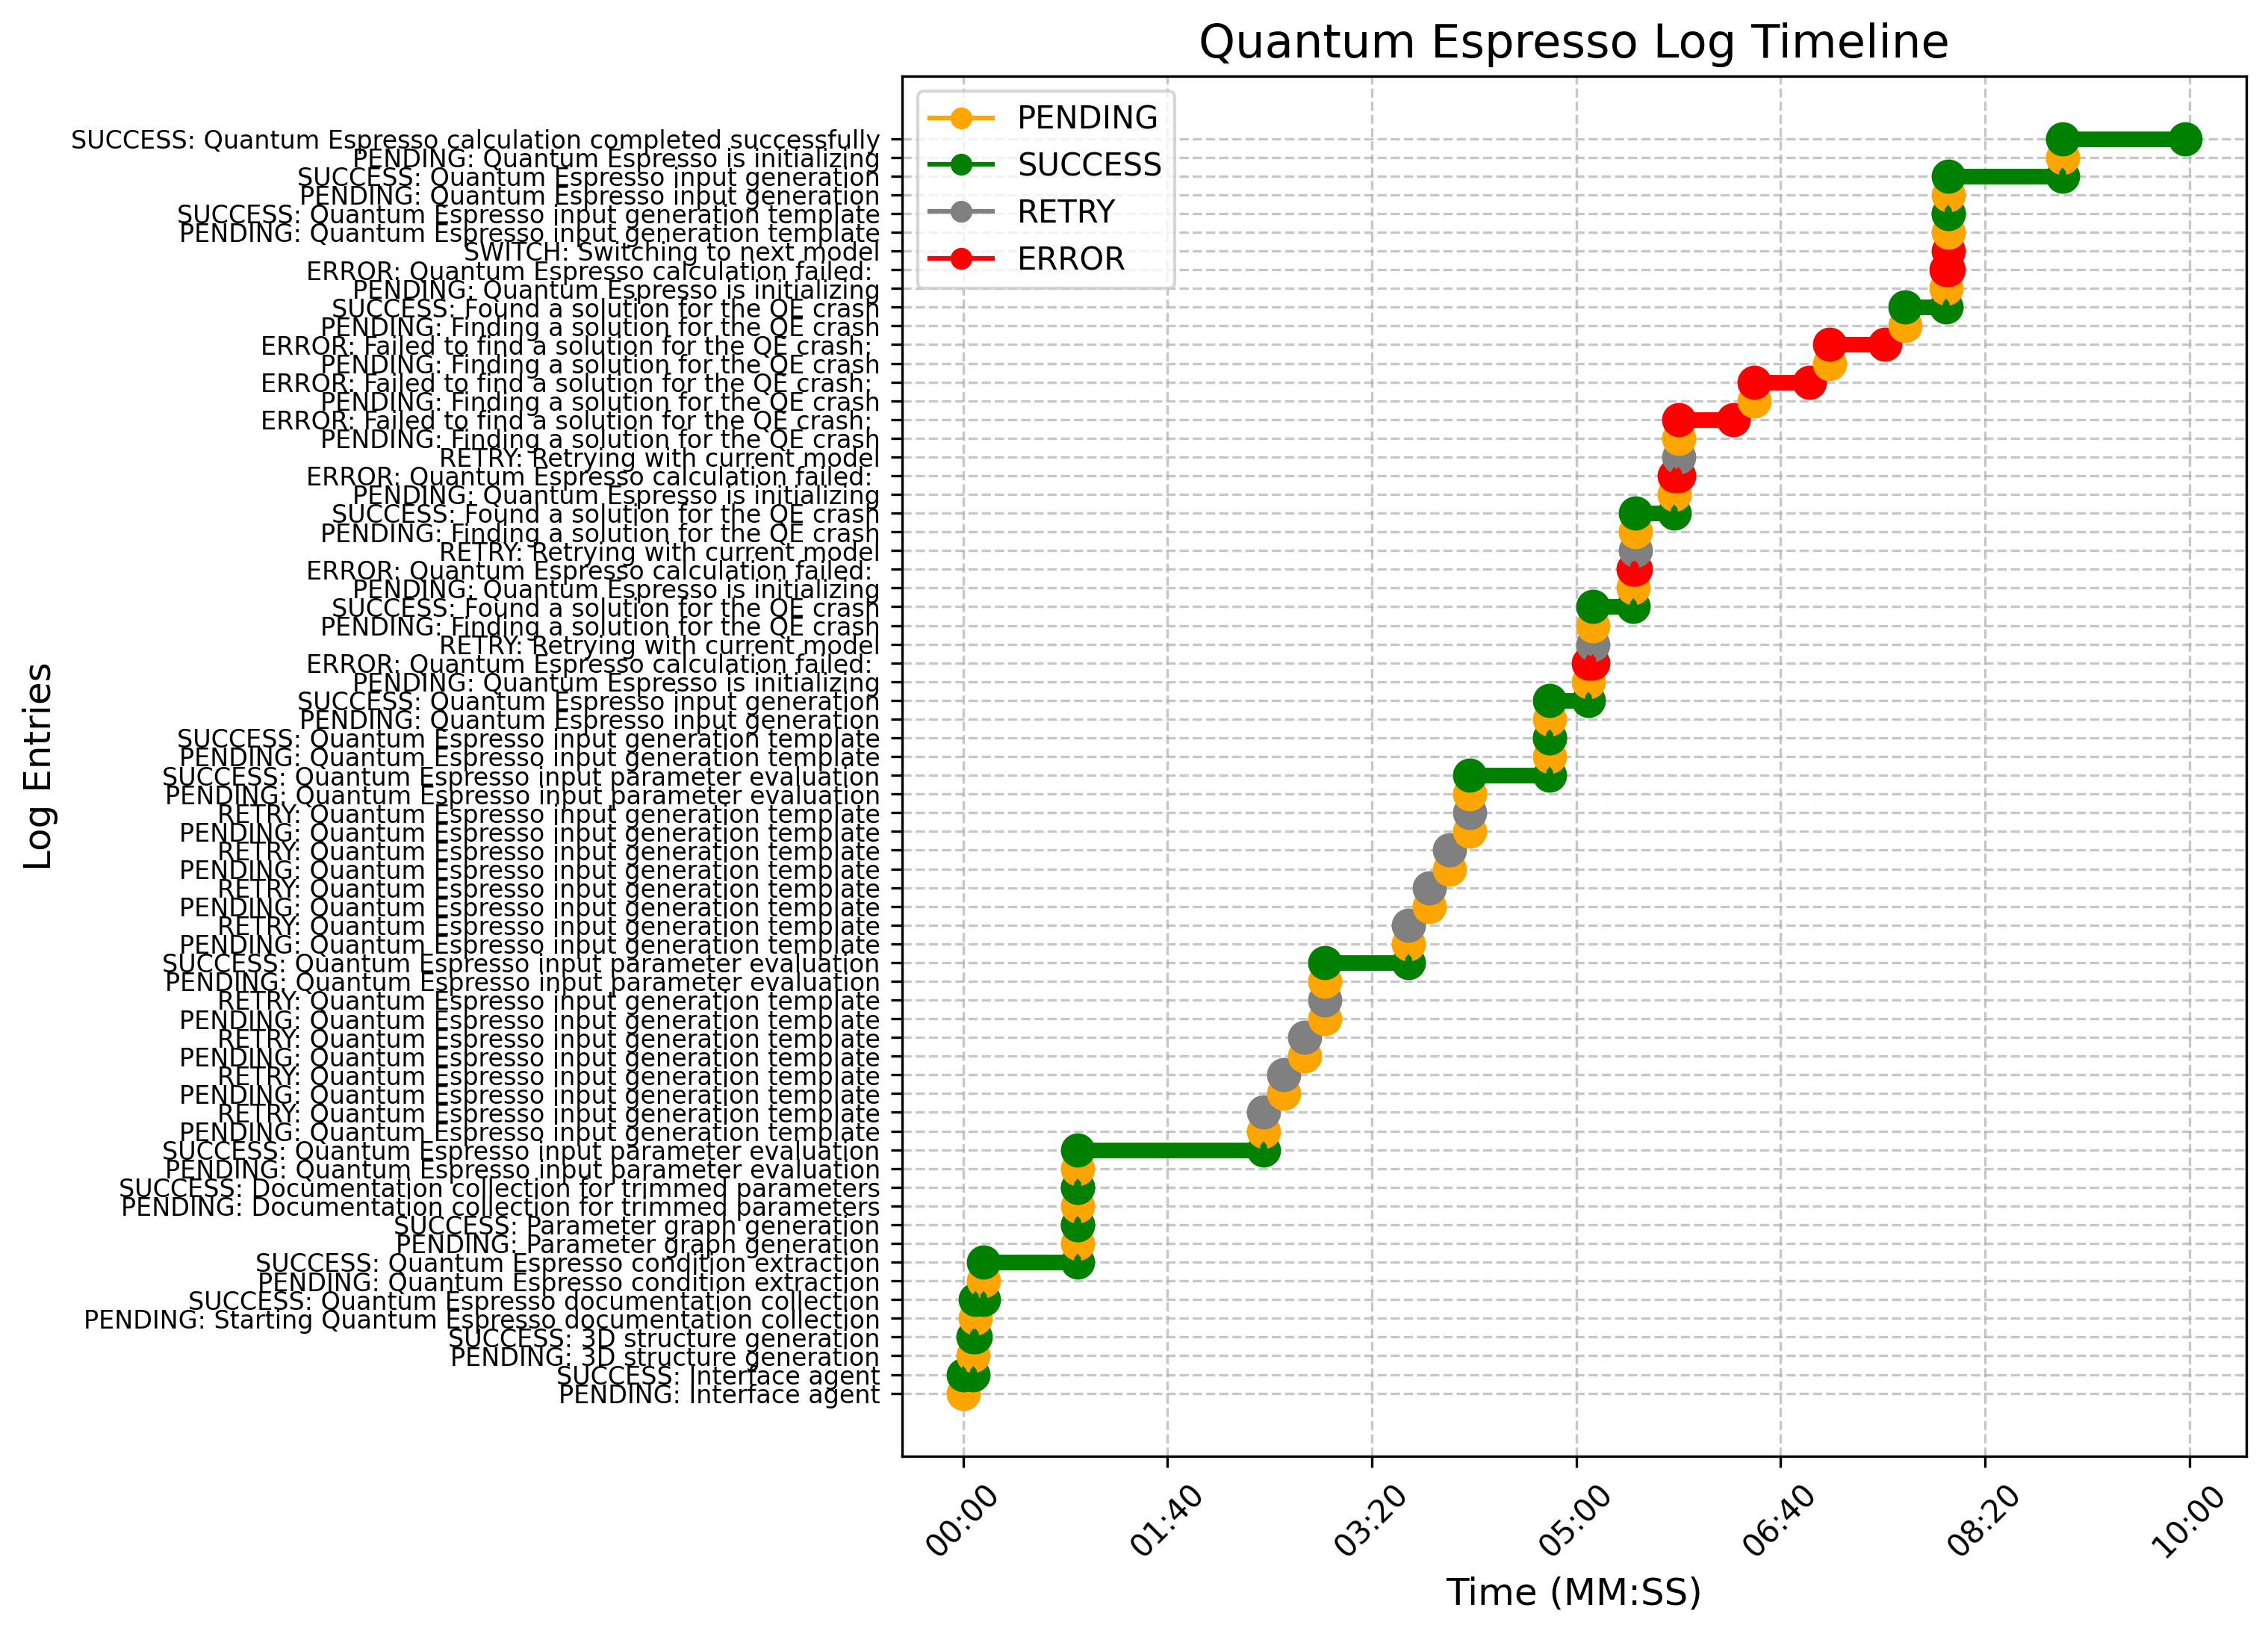 Quantum Espresso Log Timeline
PENDING
SUCCESS
RETRY
ERROR
SUCCESS: Quantum Espresso calculation completed successfully
PENDING: Quantum Espresso is initializing
SUCCESS: Quantum Espresso input generation
PENDING: Quantum Espresso input generation
SUCCESS: Quantum Espresso input generation template
PENDING: Quantum Espresso input generation template
SWITCH: Switching to next model
ERROR: Quantum Espresso calculation failed:
PENDING: Quantum Espresso is initializing
SUCCESS: Found a solution for the QE crash
PENDING: Finding a solution for the QE crash
ERROR: Failed to find a solution for the QE crash:
PENDING: Finding a solution for the QE crash
ERROR: Failed to find a solution for the QE crash:
PENDING: Finding a solution for the QE crash
ERROR: Failed to find a solution for the QE crash:
PENDING: Finding a solution for the QE crash
RETRY: Retrying with current model
ERROR: Quantum Espresso calculation failed:
PENDING: Quantum Espresso is initializing
SUCCESS: Found a solution for the QE crash
PENDING: Finding a solution for the QE crash
RETRY: Retrying with current model
ERROR: Quantum Espresso calculation failed:
PENDING: Quantum Espresso is initializing
SUCCESS: Found a solution for the QE crash
PENDING: Finding a solution for the QE crash
RETRY: Retrying with current model
ERROR: Quantum Espresso calculation failed:
PENDING: Quantum Espresso is initializing
SUCCESS: Quantum Espresso input generation
PENDING: Quantum Espresso input generation
SUCCESS: Quantum Espresso input generation template
PENDING: Quantum Espresso input generation template
SUCCESS: Quantum Espresso input parameter evaluation
PENDING: Quantum Espresso input parameter evaluation
RETRY: Quantum Espresso input generation template
PENDING: Quantum Espresso input generation template
RETRY: Quantum Espresso input generation template
PENDING: Quantum Espresso input generation template
RETRY: Quantum Espresso input generation template
PENDING: Quantum Espresso input generation template
RETRY: Quantum Espresso input generation template
PENDING: Quantum Espresso input generation template
SUCCESS: Quantum Espresso input parameter evaluation
PENDING: Quantum Espresso input parameter evaluation
RETRY: Quantum Espresso input generation template
PENDING: Quantum Espresso input generation template
RETRY: Quantum Espresso input generation template
PENDING: Quantum Espresso input generation template
RETRY: Quantum Espresso input generation template
PENDING: Quantum Espresso input generation template
RETRY: Quantum Espresso input generation template
PENDING: Quantum Espresso input generation template
SUCCESS: Quantum Espresso input parameter evaluation
PENDING: Quantum Espresso input parameter evaluation
SUCCESS: Documentation collection for trimmed parameters
PENDING: Documentation collection for trimmed parameters
SUCCESS: Parameter graph generation
PENDING: Parameter graph generation
SUCCESS: Quantum Espresso condition extraction
PENDING: Quantum Espresso condition extraction
SUCCESS: Quantum Espresso documentation collection
PENDING: Starting Quantum Espresso documentation collection
SUCCESS: 3D structure generation
PENDING: 3D structure generation
SUCCESS: Interface agent
PENDING: Interface agent
Log Entries
00:00
01:40
03:20
05:00
06:40
08:20
10:00
Time (MM:SS)